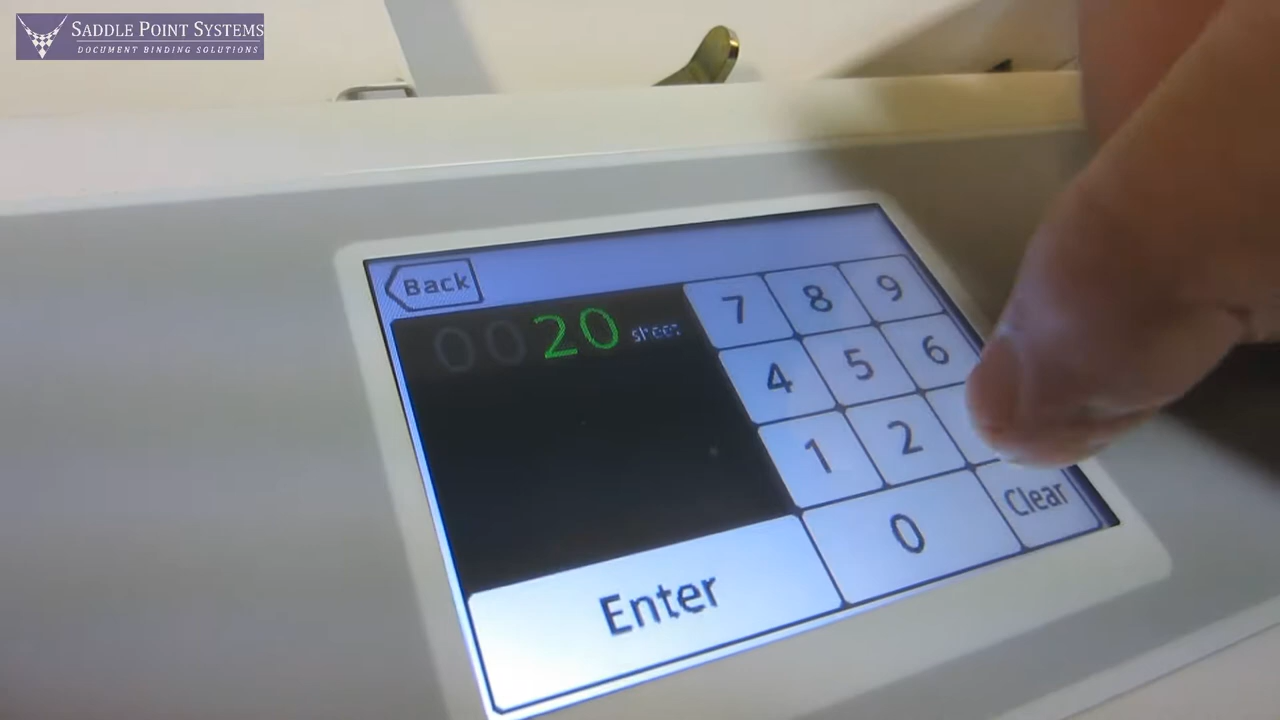 SADDLE POINT SYSTEMS
DOCUMENT BINDING SOLUTIONS
Back
0020 sheet
7 8 9
4 5 6
1 2
0 Clear
Enter